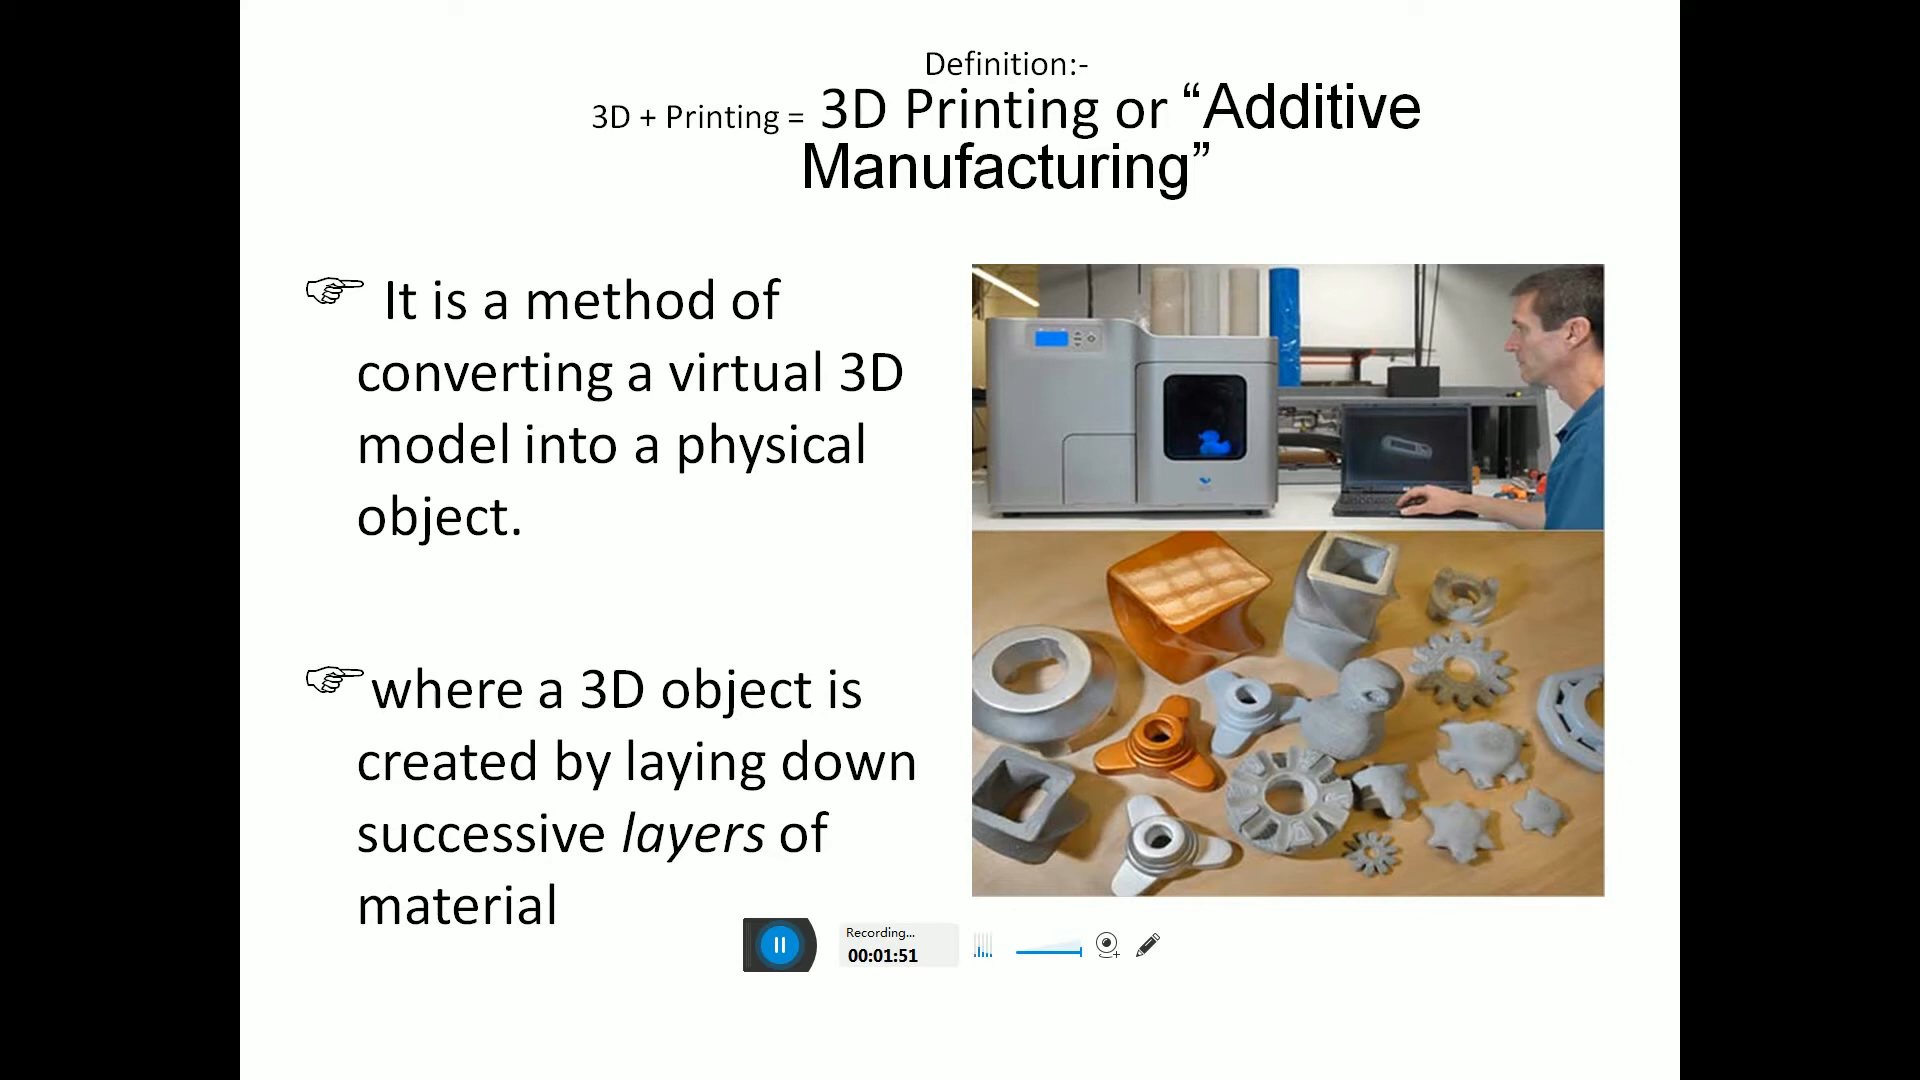 Definition:-
3D + Printing = 3D Printing or “Additive
Manufacturing”
It is a method of
converting a virtual 3D
model into a physical
object.
where a 3D object is
created by laying down
successive layers of
material
Recording...
00:01:51